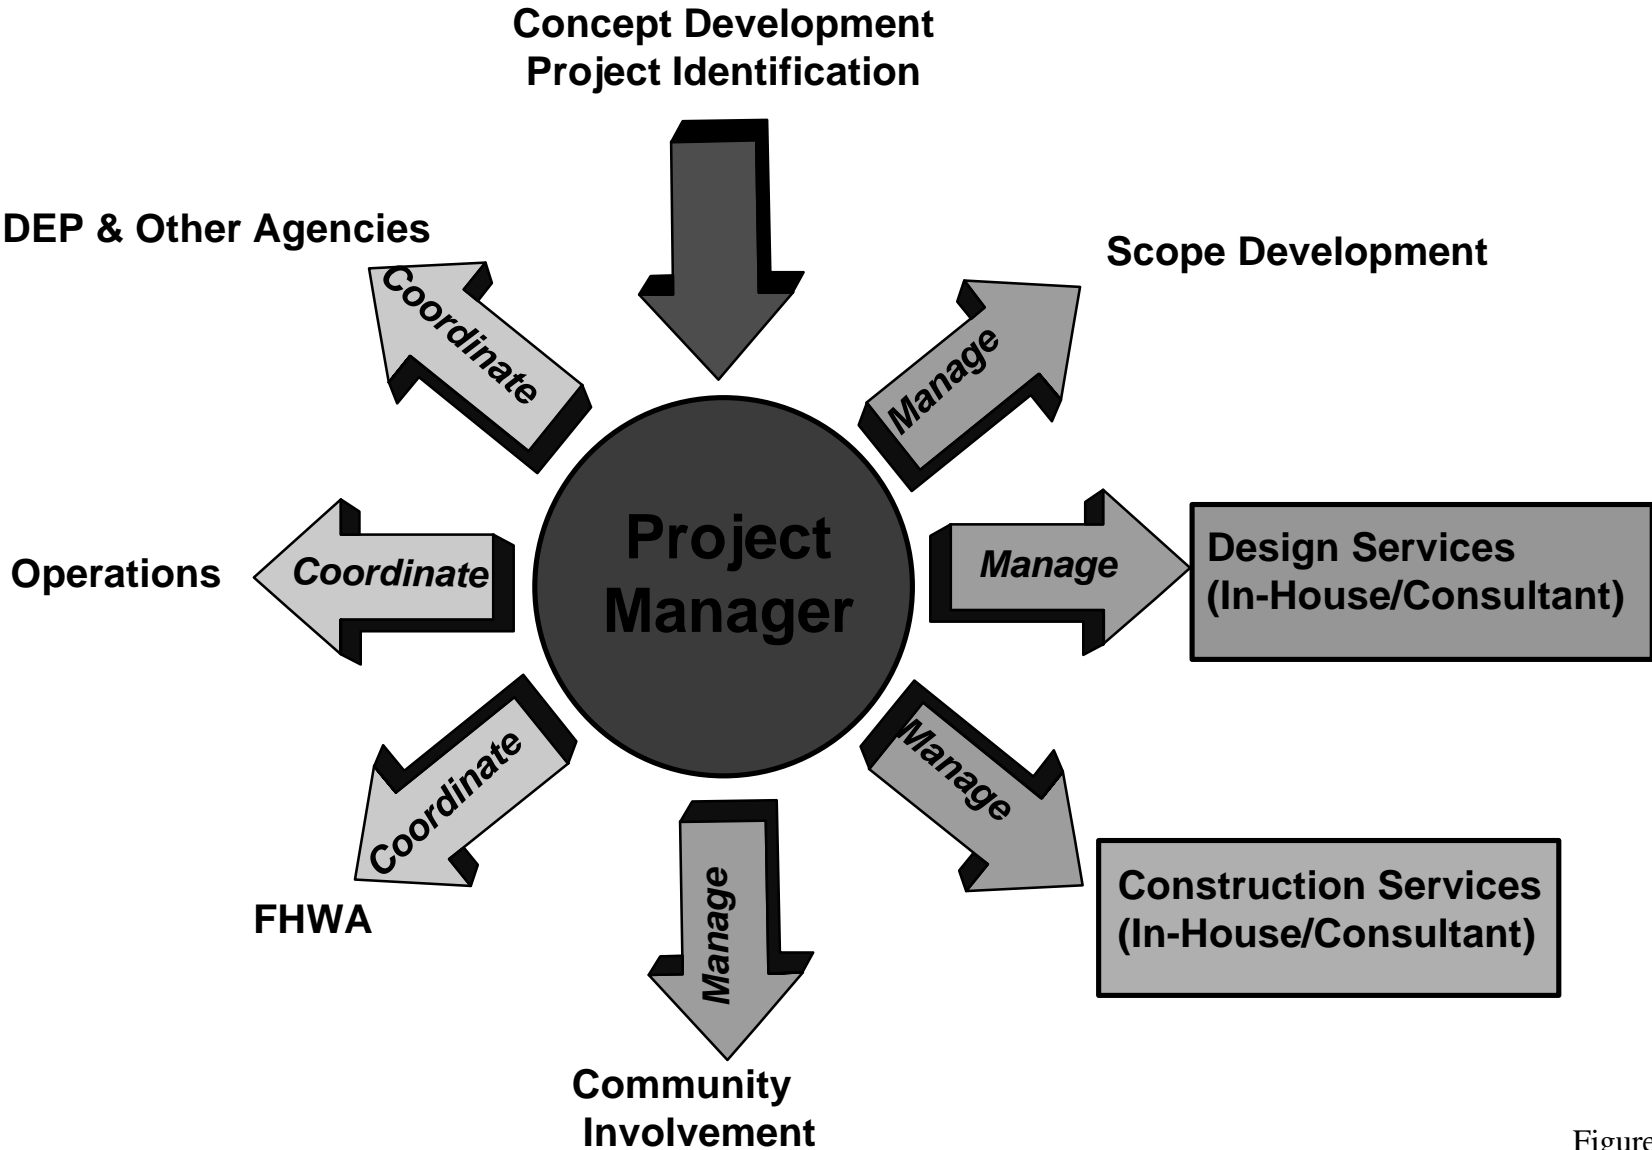 Concept Development
Project Identification
DEP & Other Agencies
Scope Development
Coordinate
Manage
Operations
Coordinate
Project
Manager
Manage
Design Services
(In-House/Consultant)
Coordinate
Manage
FHWA
Manage
Construction Services
(In-House/Consultant)
Community
Involvement
Figure